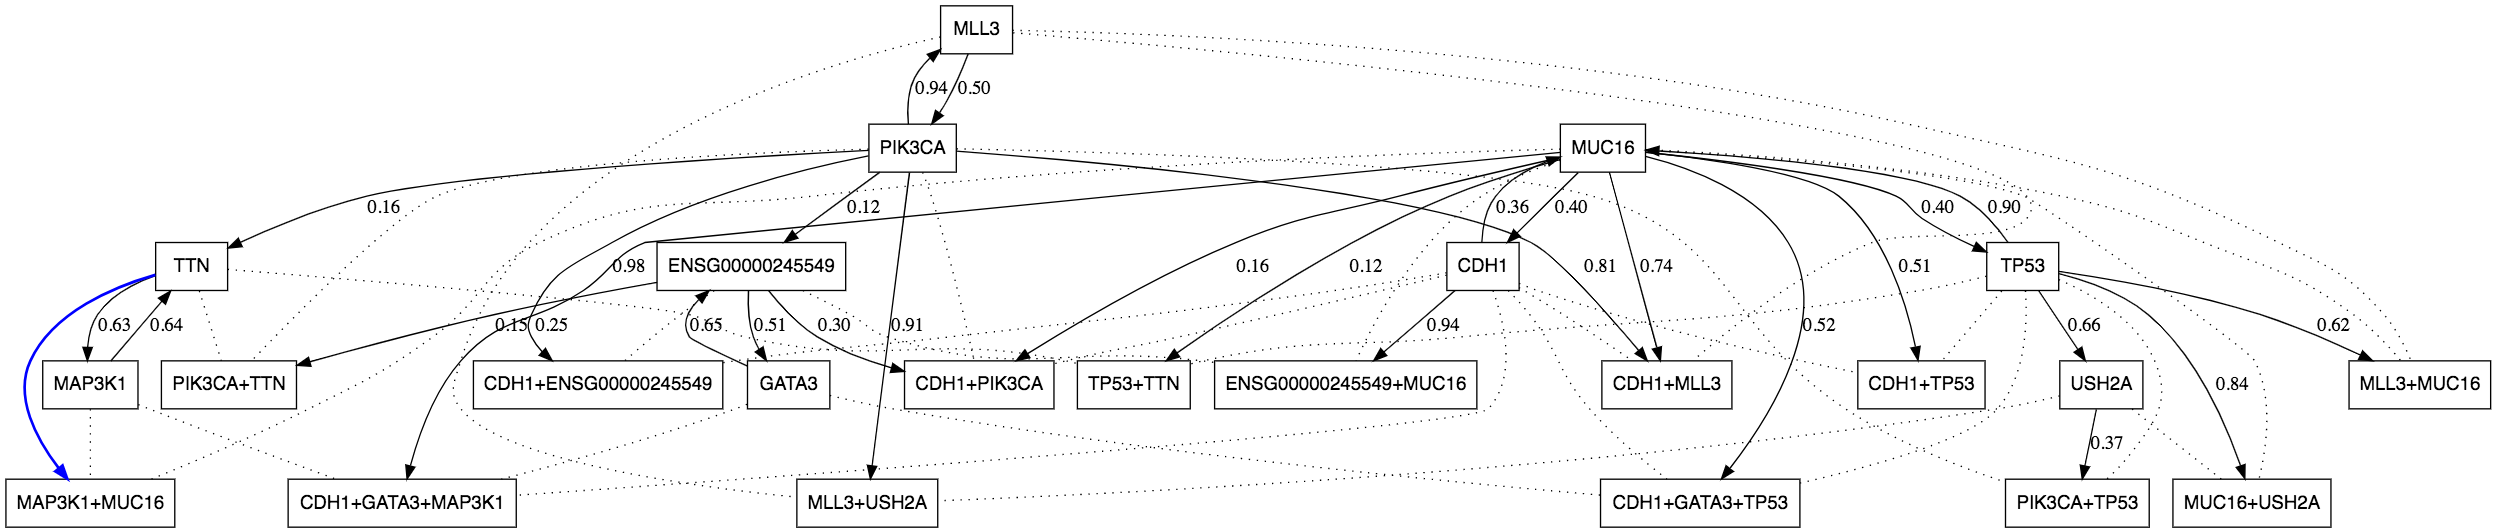 MLL3
0.94
0.50
PIK3CA
MUC16
0.16
0.12
0.36
0.40
0.40
0.90
TTN
0.98
ENSG00000245549
0.16
0.12
CDH1
0.81
0.74
0.51
TP53
0.63
0.64
0.15
0.25
0.65
0.51
0.30
0.91
0.94
0.52
0.66
0.62
MAP3K1
PIK3CA+TTN
CDH1+ENSG00000245549
GATA3
CDH1+PIK3CA
TP53+TTN
ENSG00000245549+MUC16
CDH1+MLL3
CDH1+TP53
USH2A
0.84
MLL3+MUC16
0.37
MAP3K1+MUC16
CDH1+GATA3+MAP3K1
MLL3+USH2A
CDH1+GATA3+TP53
PIK3CA+TP53
MUC16+USH2A